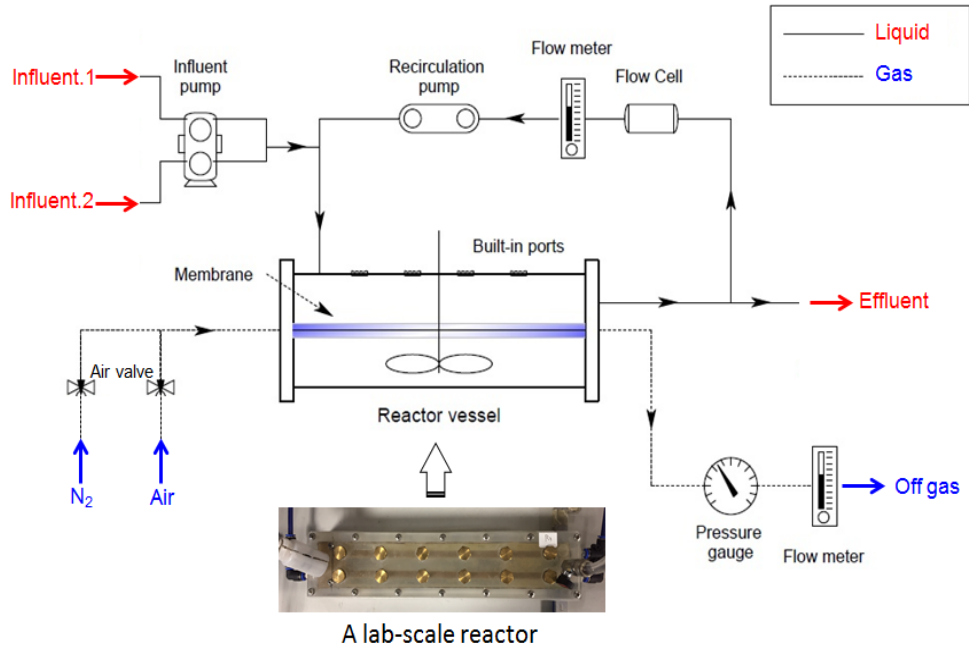 Liquid
Gas
Influent.1
Influent
pump
Recirculation
pump
Flow meter
Flow Cell
Influent.2
Built-in ports
Membrane
Effluent
Air valve
Reactor vessel
N₂
Air
Off gas
Pressure
gauge
Flow meter
A lab-scale reactor